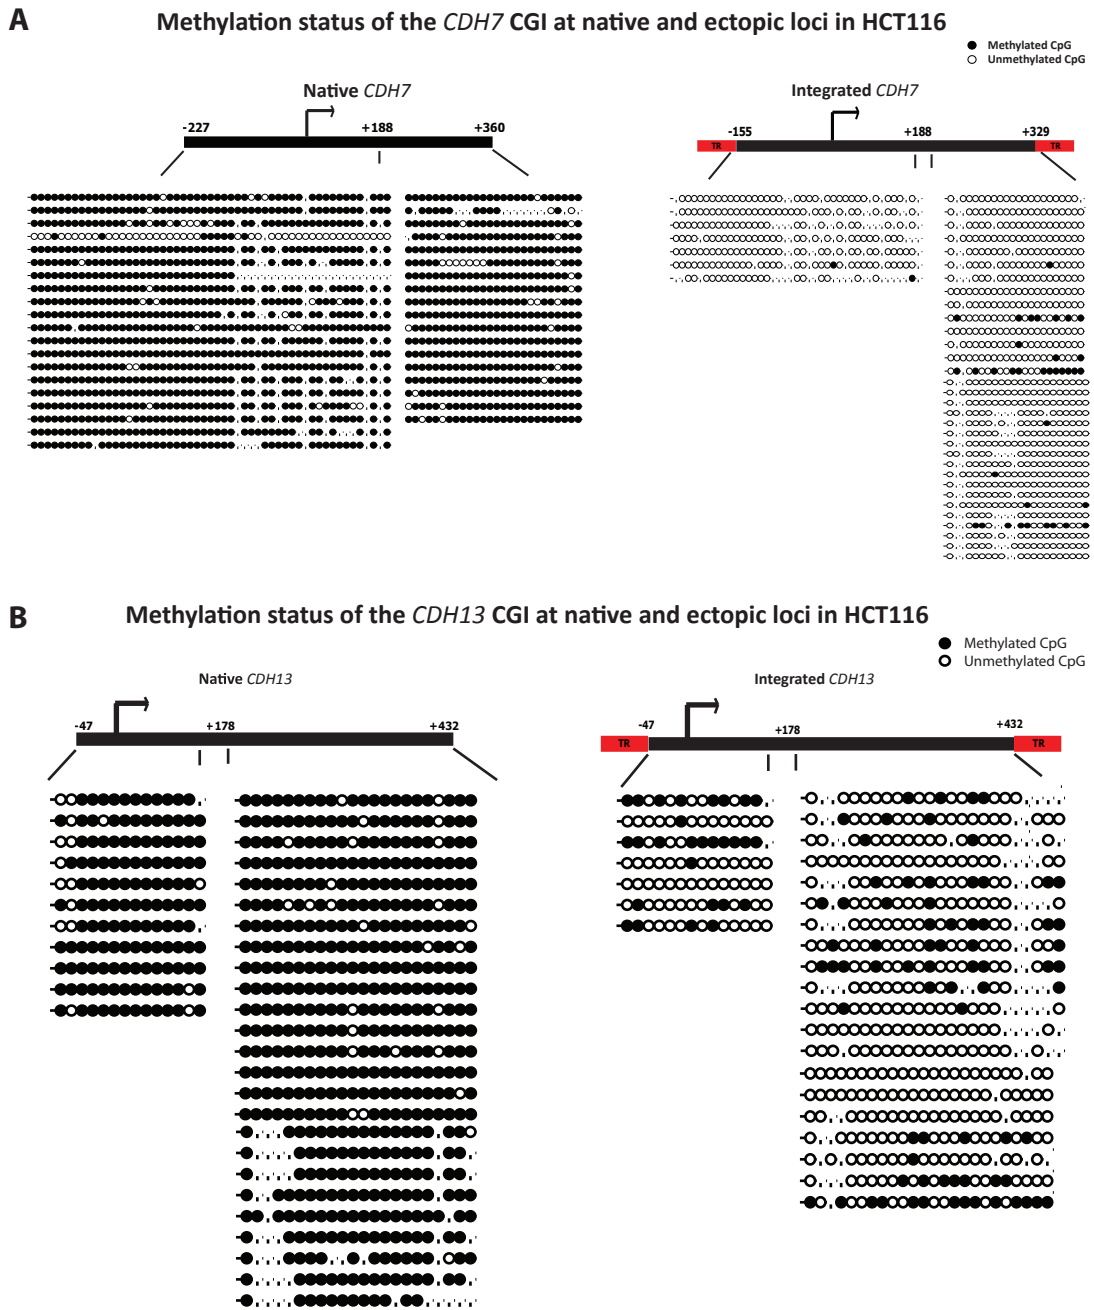 A
Methylation status of the CDH7 CGI at native and ectopic loci in HCT116
Methylated CpG
Unmethylated CpG
Native CDH7
-227
+188
+360
Integrated CDH7
-155
+188
+329
TR
TR
B
Methylation status of the CDH13 CGI at native and ectopic loci in HCT116
Methylated CpG
Unmethylated CpG
Native CDH13
-47
+178
+432
Integrated CDH13
-47
+178
+432
TR
TR